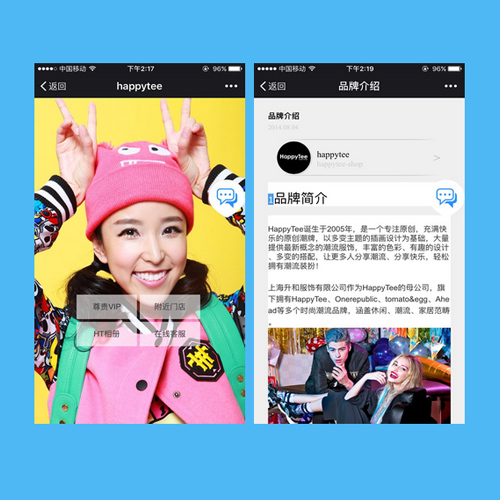 中国移动
下午2:17
96%
返回
happytee
尊贵VIP
附近门店
HT相册
在线客服
中国移动
下午2:19
96%
返回
品牌介绍
品牌介绍
2014-08-04
HappyTee
happytee
happytee-shop
品牌简介
HappyTee诞生于2005年，是一个专注原创，充满快
乐的原创潮牌，以多变主题的插画设计为基础，大量
提供最新概念的潮流服饰，丰富的色彩、有趣的设计
、多变的搭配，让更多人分享潮流、分享快乐，轻松
拥有潮流装扮！
上海升和服饰有限公司作为HappyTee的母公司，旗
下拥有HappyTee、Onerepublic、tomato&egg、Ahe
ad等多个时尚潮流品牌，涵盖休闲、潮流、家居范畴
。